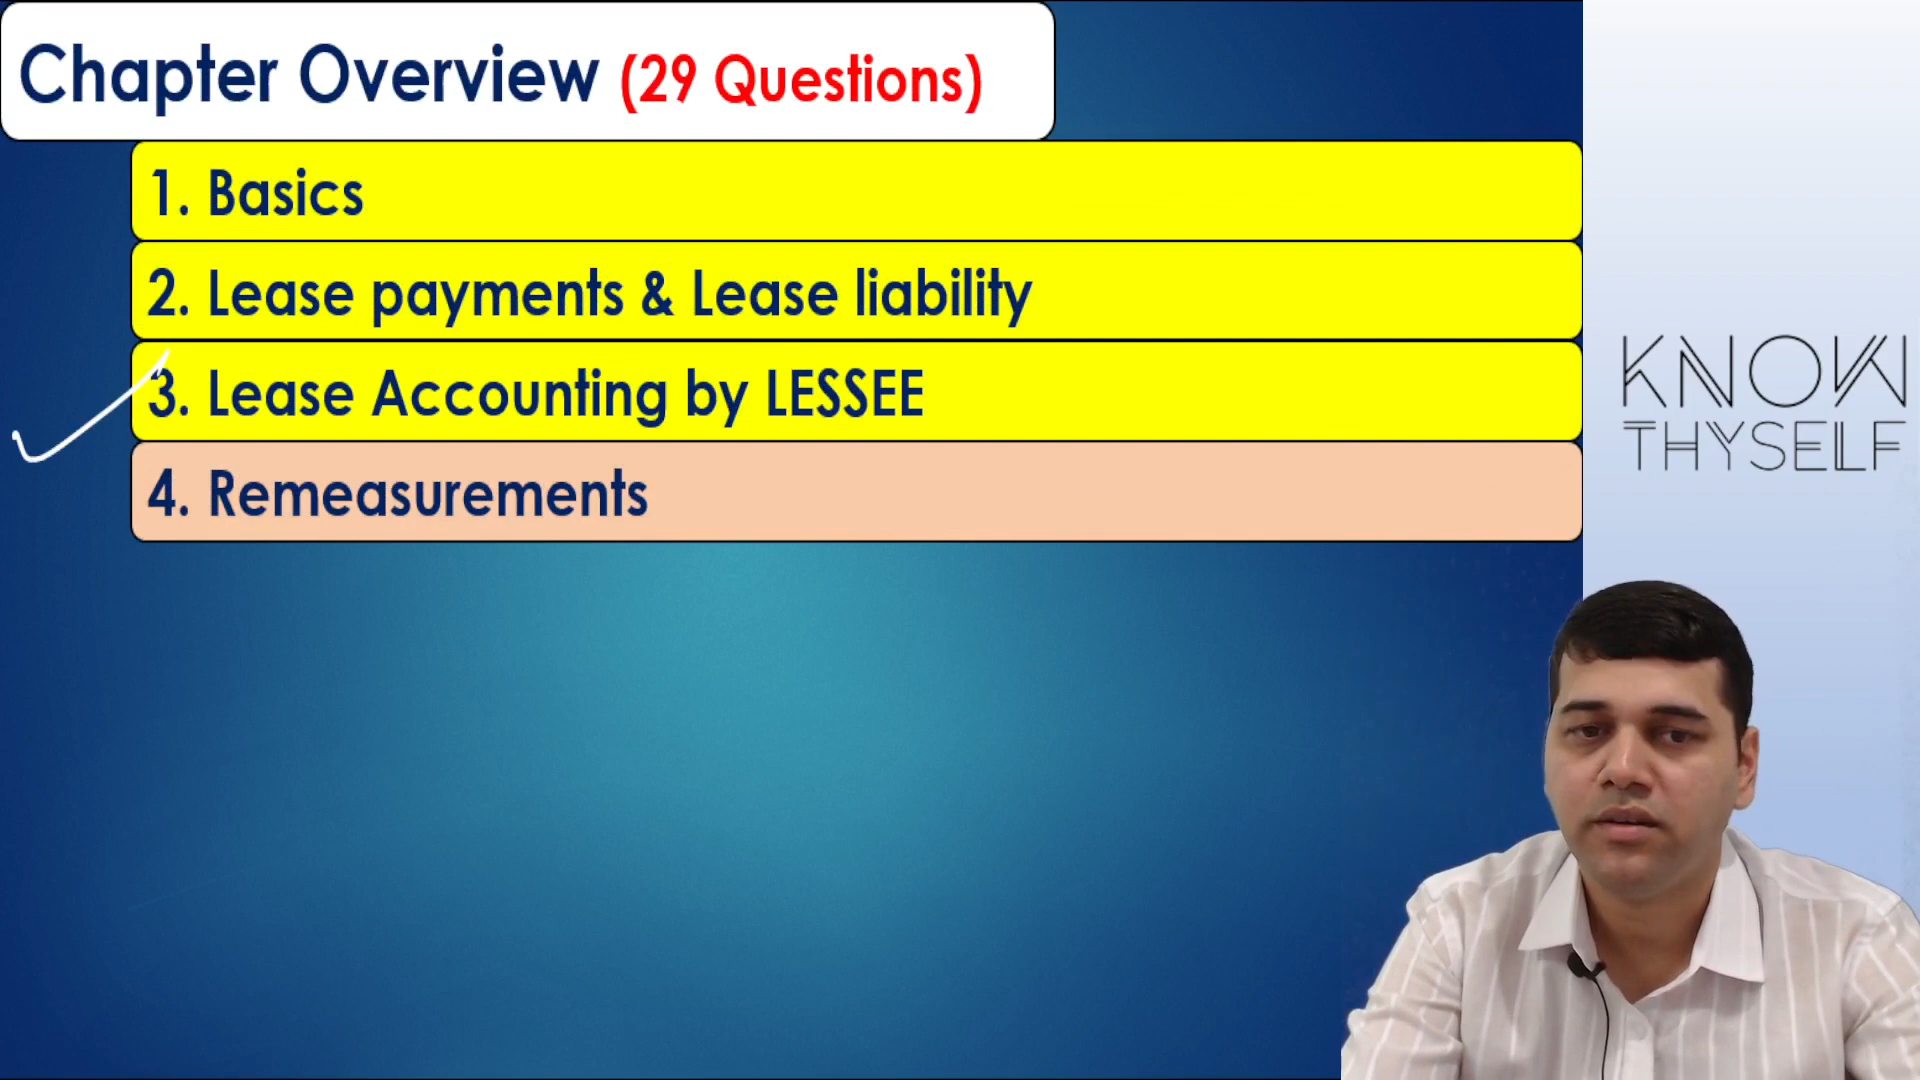 Chapter Overview (29 Questions)
1. Basics
2. Lease payments & Lease liability
3. Lease Accounting by LESSEE
4. Remeasurements
KNOW
THYSELF